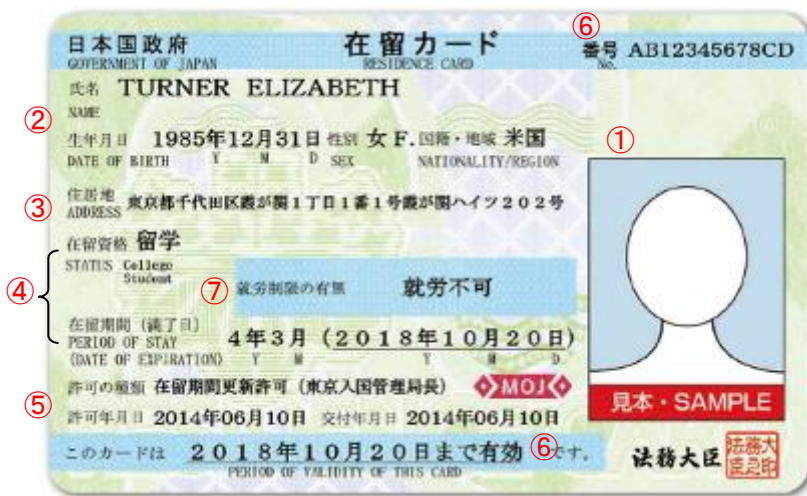 日本国政府 在留カード ⑥ 番号 AB12345678CD
GOVERNMENT OF JAPAN RESIDENCE CARD No.
氏名 TURNER ELIZABETH
NAME
②
生年月日 1985年12月31日 性別 女 F. 国籍・地域 米国
DATE OF BIRTH Y M D SEX NATIONALITY/REGION
①
③ 住居地 東京都千代田区霞が関1丁目1番1号霞が関ハイツ202号
ADDRESS
在留資格 留学
STATUS College
Student
④
⑦ 就労制限の有無 就労不可
在留期間(満了日)
PERIOD OF STAY 4年3月(2018年10月20日)
(DATE OF EXPIRATION) Y M Y M D
⑤
許可の種類 在留期間更新許可(東京入国管理局長) MOJ
見本・SAMPLE
許可年月日 2014年06月10日 交付年月日 2014年06月10日
このカードは 2018年10月20日まで有効 ⑥ です。
PERIOD OF VALIDITY OF THIS CARD
法務大臣 法務大臣之印